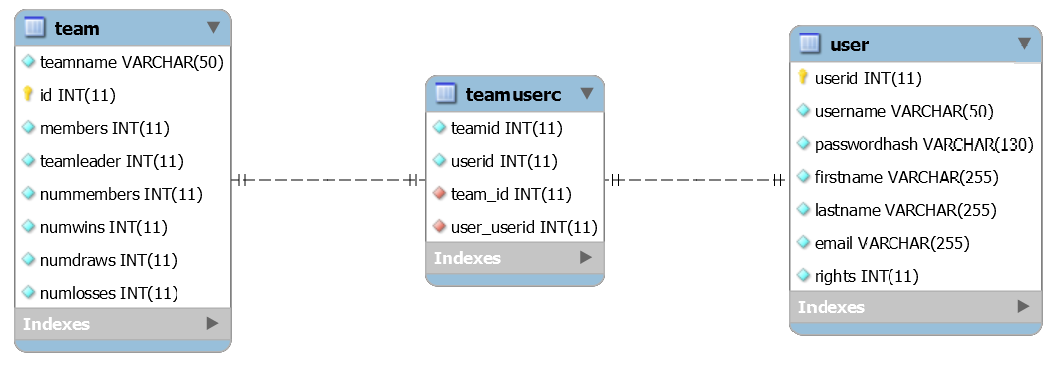 team
teamname VARCHAR(50)
id INT(11)
members INT(11)
teamleader INT(11)
nummembers INT(11)
numwins INT(11)
numdraws INT(11)
numlosses INT(11)
Indexes
teamuserc
teamid INT(11)
userid INT(11)
team_id INT(11)
user_userid INT(11)
Indexes
user
userid INT(11)
username VARCHAR(50)
passwordhash VARCHAR(130)
firstname VARCHAR(255)
lastname VARCHAR(255)
email VARCHAR(255)
rights INT(11)
Indexes